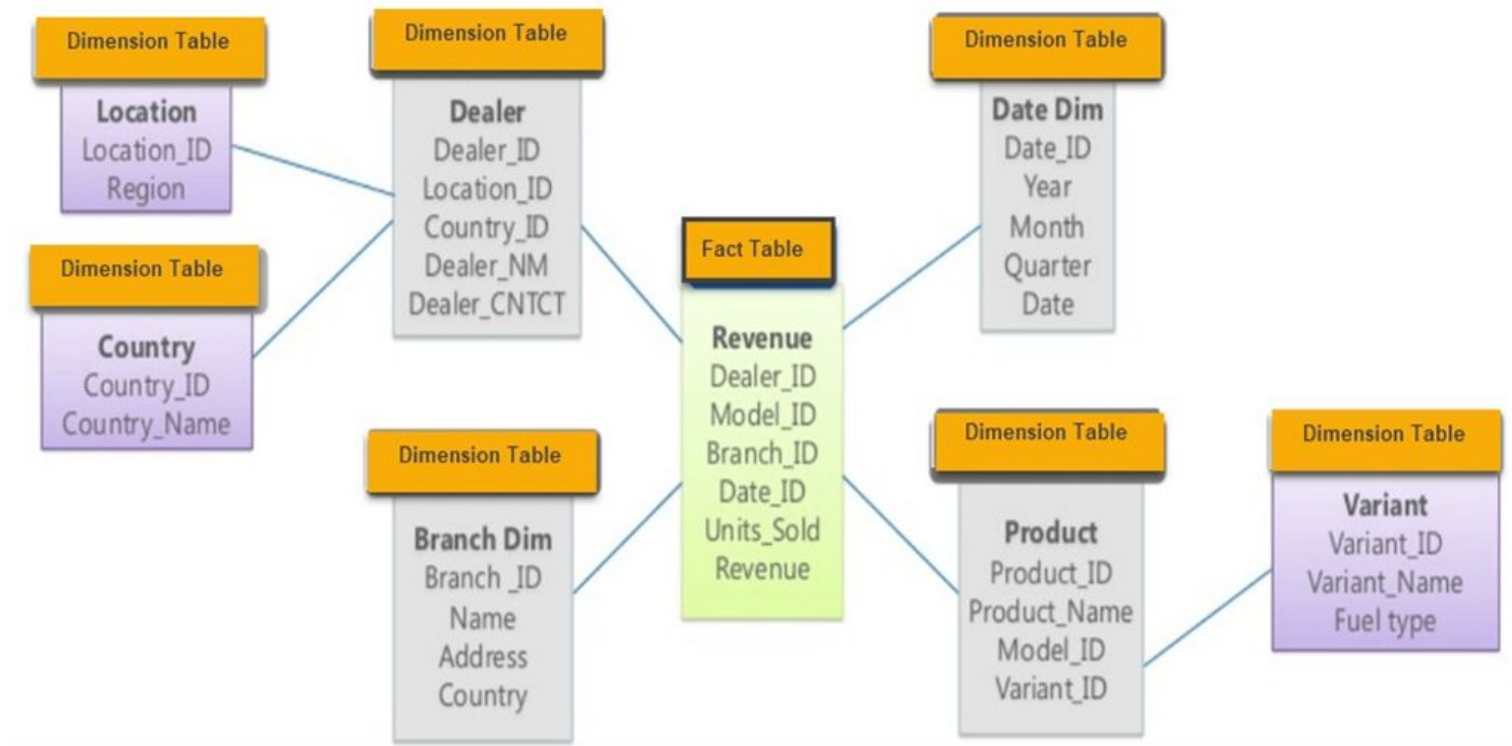 Dimension Table
Location
Location_ID
Region
Dimension Table
Country
Country_ID
Country_Name
Dimension Table
Dealer
Dealer_ID
Location_ID
Country_ID
Dealer_NM
Dealer_CNTCT
Dimension Table
Branch Dim
Branch _ID
Name
Address
Country
Fact Table
Revenue
Dealer_ID
Model_ID
Branch_ID
Date_ID
Units_Sold
Revenue
Dimension Table
Date Dim
Date_ID
Year
Month
Quarter
Date
Dimension Table
Product
Product_ID
Product_Name
Model_ID
Variant_ID
Dimension Table
Variant
Variant_ID
Variant_Name
Fuel type